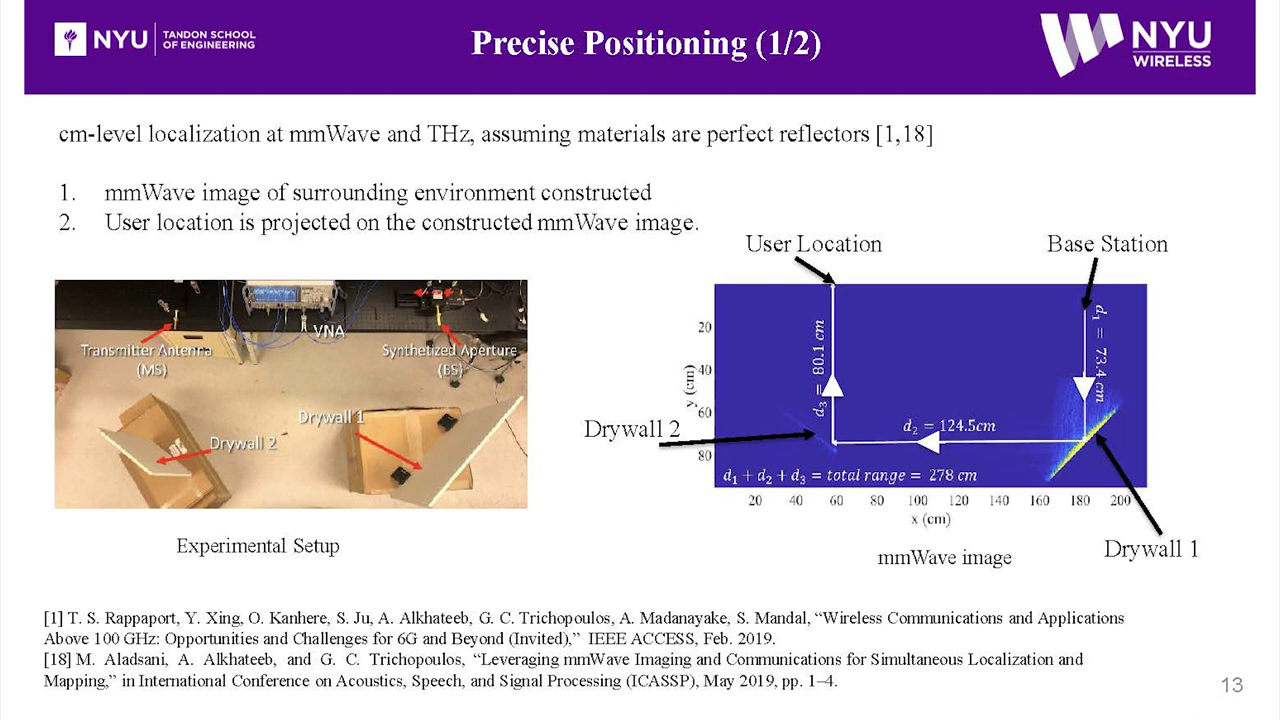 NYU TANDON SCHOOL OF ENGINEERING
Precise Positioning (1/2)
NYU WIRELESS
cm-level localization at mmWave and THz, assuming materials are perfect reflectors [1,18]
1. mmWave image of surrounding environment constructed
2. User location is projected on the constructed mmWave image.
User Location
Base Station
VNA
Transmitter Antenna
(MS)
Synthetized Aperture
(BS)
Drywall 1
Drywall 2
Experimental Setup
Drywall 2
y (cm)
20
40
60
80
d₃ = 80.1 cm
d₁ = 73.4 cm
d₂ = 124.5cm
d₁ + d₂ + d₃ = total range = 278 cm
20 40 60 80 100 120 140 160 180 200
x (cm)
Drywall 1
mmWave image
[1] T. S. Rappaport, Y. Xing, O. Kanhere, S. Ju, A. Alkhateeb, G. C. Trichopoulos, A. Madanayake, S. Mandal, “Wireless Communications and Applications
Above 100 GHz: Opportunities and Challenges for 6G and Beyond (Invited),” IEEE ACCESS, Feb. 2019.
[18] M. Aladsani, A. Alkhateeb, and G. C. Trichopoulos, “Leveraging mmWave Imaging and Communications for Simultaneous Localization and
Mapping,” in International Conference on Acoustics, Speech, and Signal Processing (ICASSP), May 2019, pp. 1–4.
13